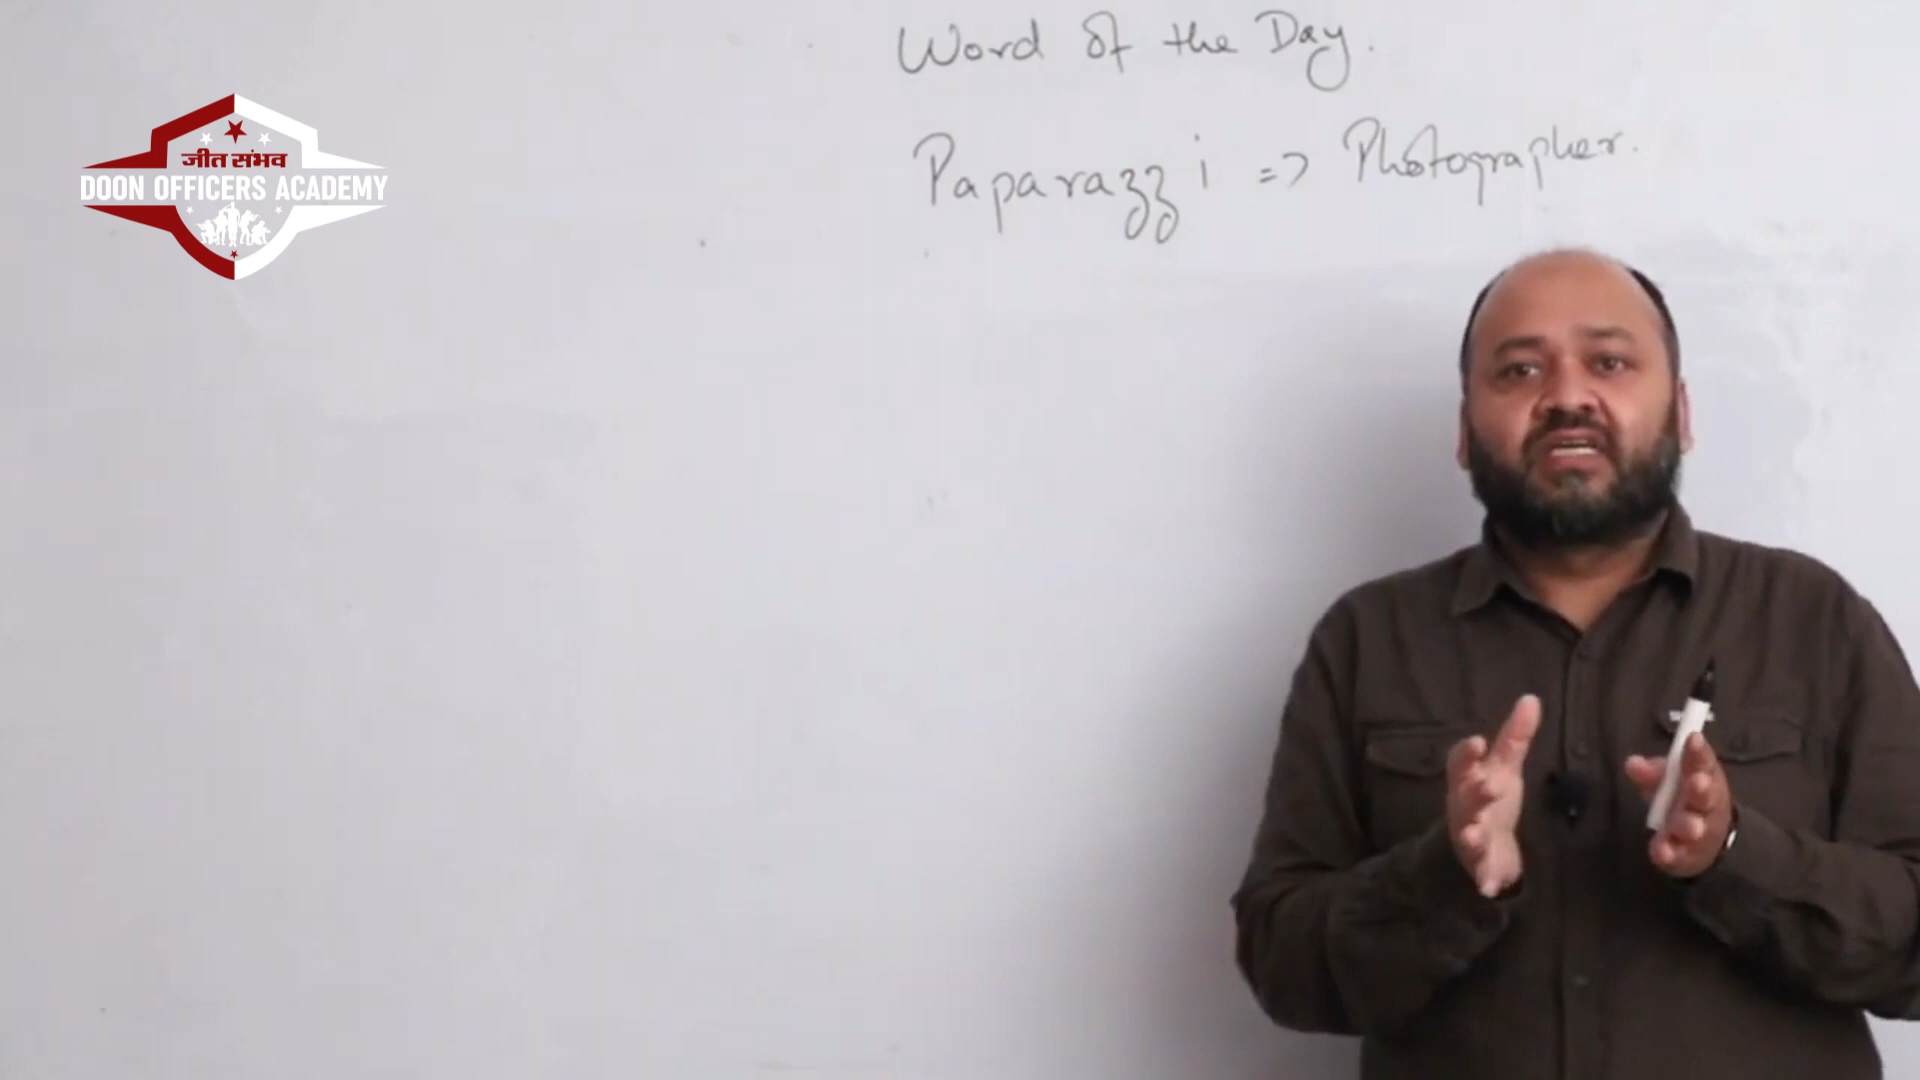 Word Of the Day.
Paparazzi => Photographer.
जीत संभव
DOON OFFICERS ACADEMY